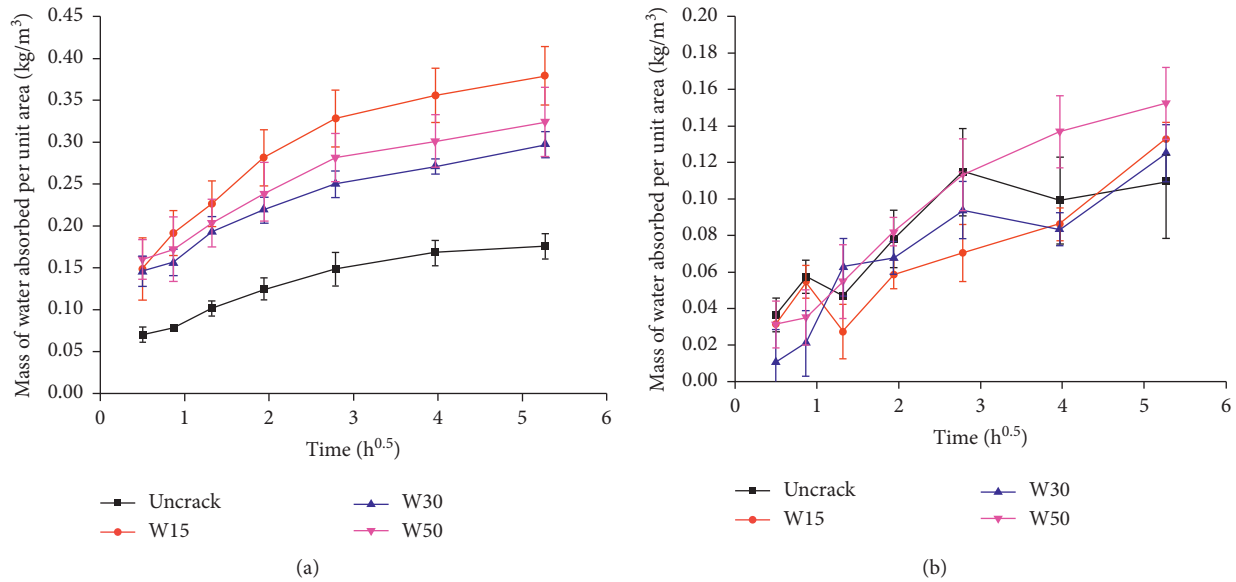 Mass of water absorbed per unit area (kg/m³)
0.45
0.40
0.35
0.30
0.25
0.20
0.15
0.10
0.05
0.00
0 1 2 3 4 5 6
Time (h^0.5)
Uncrack
W15
W30
W50
(a)
Mass of water absorbed per unit area (kg/m³)
0.20
0.18
0.16
0.14
0.12
0.10
0.08
0.06
0.04
0.02
0.00
0 1 2 3 4 5 6
Time (h^0.5)
Uncrack
W15
W30
W50
(b)